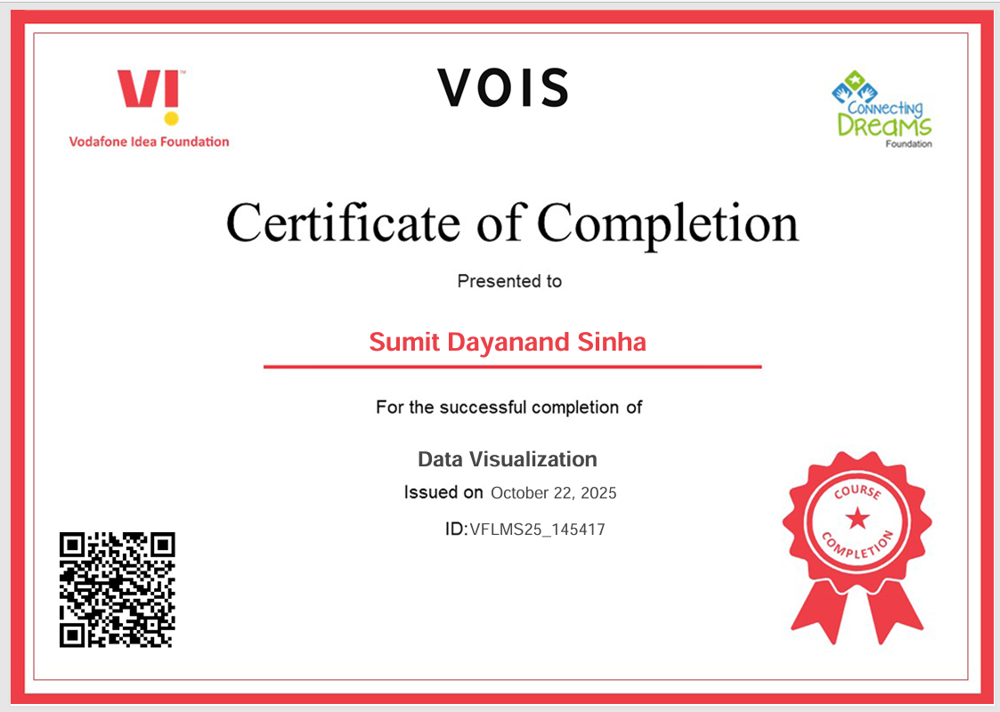 VI™
Vodafone Idea Foundation
VOIS
Connecting
Dreams
Foundation
Certificate of Completion
Presented to
Sumit Dayanand Sinha
For the successful completion of
Data Visualization
Issued on October 22, 2025
ID:VFLMS25_145417
COURSE
COMPLETION